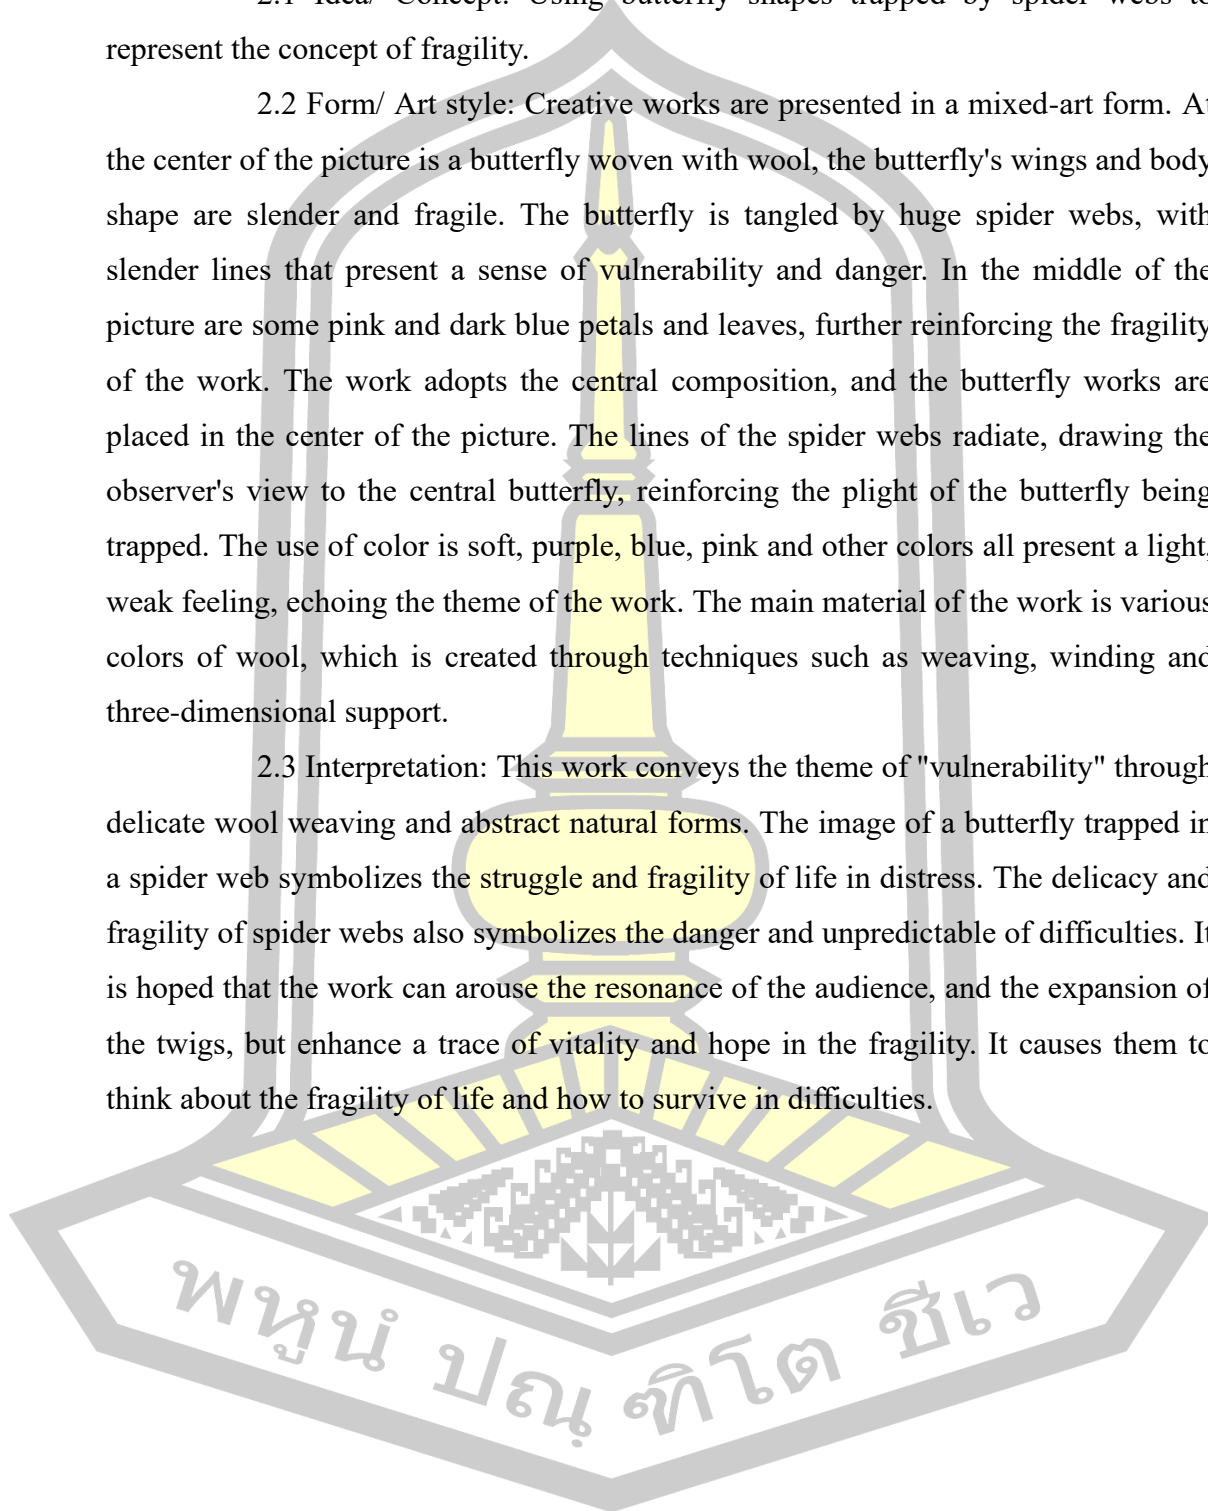 2.1 Idea/ Concept: Using butterfly shapes trapped by spider webs to
represent the concept of fragility.
2.2 Form/ Art style: Creative works are presented in a mixed-art form. At
the center of the picture is a butterfly woven with wool, the butterfly's wings and body
shape are slender and fragile. The butterfly is tangled by huge spider webs, with
slender lines that present a sense of vulnerability and danger. In the middle of the
picture are some pink and dark blue petals and leaves, further reinforcing the fragility
of the work. The work adopts the central composition, and the butterfly works are
placed in the center of the picture. The lines of the spider webs radiate, drawing the
observer's view to the central butterfly, reinforcing the plight of the butterfly being
trapped. The use of color is soft, purple, blue, pink and other colors all present a light,
weak feeling, echoing the theme of the work. The main material of the work is various
colors of wool, which is created through techniques such as weaving, winding and
three-dimensional support.
2.3 Interpretation: This work conveys the theme of "vulnerability" through
delicate wool weaving and abstract natural forms. The image of a butterfly trapped in
a spider web symbolizes the struggle and fragility of life in distress. The delicacy and
fragility of spider webs also symbolizes the danger and unpredictable of difficulties. It
is hoped that the work can arouse the resonance of the audience, and the expansion of
the twigs, but enhance a trace of vitality and hope in the fragility. It causes them to
think about the fragility of life and how to survive in difficulties.
พหูนํ ปณฺฑิโต ชีเว